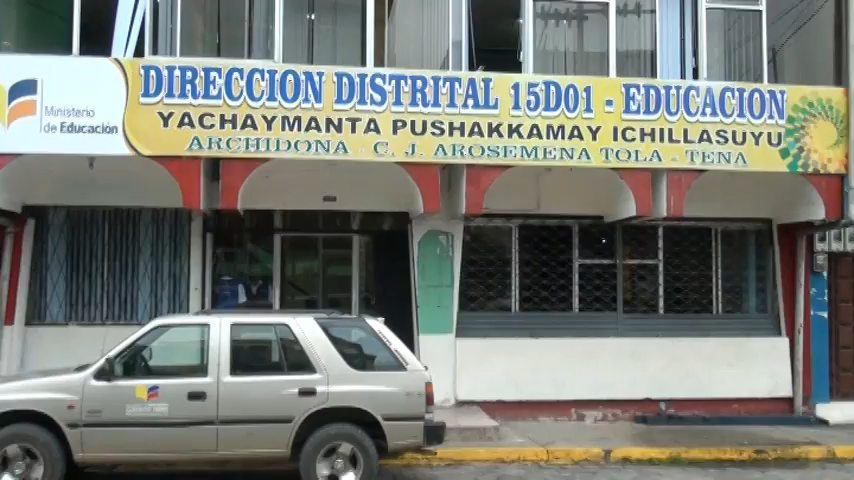 Ministerio
de Educación
DIRECCION DISTRITAL 15D01 - EDUCACION
YACHAYMANTA PUSHAKKAMAY ICHILLASUYU
ARCHIDONA - C. J. AROSEMENA TOLA - TENA